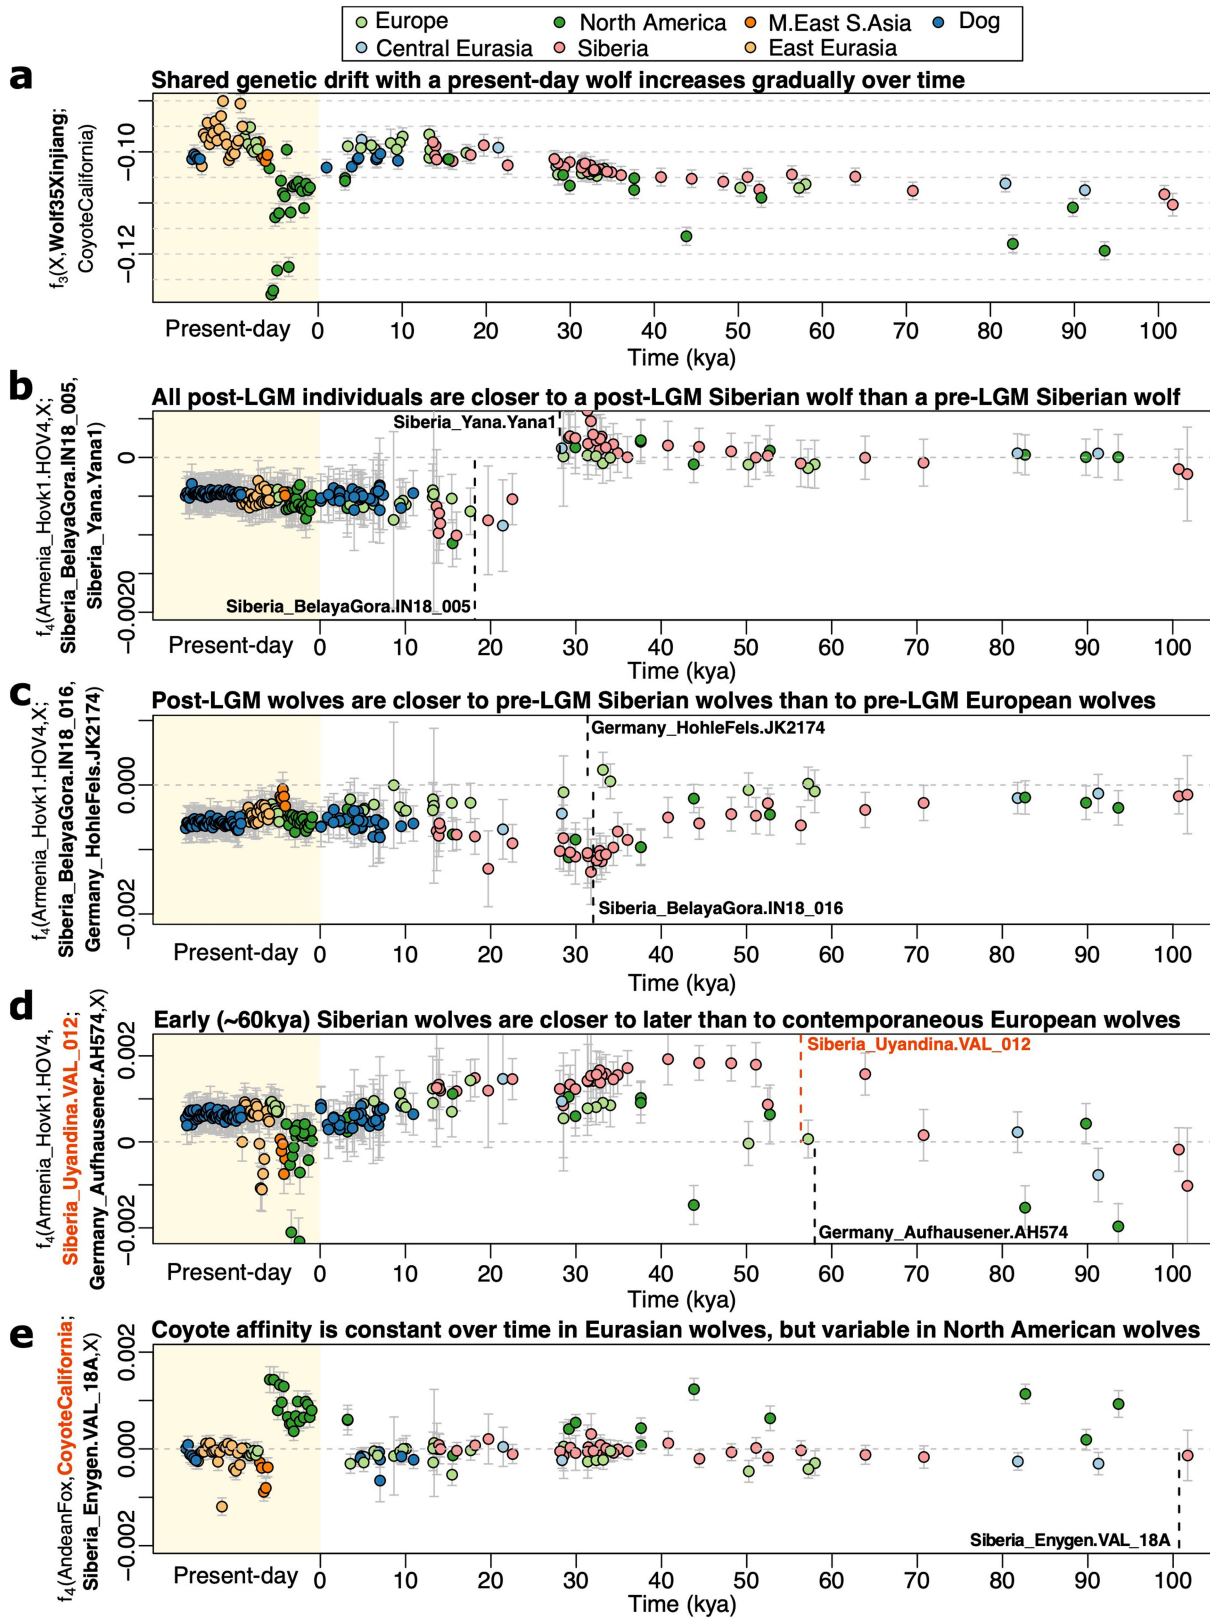 Europe North America M.East S.Asia Dog
Central Eurasia Siberia East Eurasia
a
Shared genetic drift with a present-day wolf increases gradually over time
f3(X,Wolf35Xinjiang;
CoyoteCalifornia)
−0.10
−0.12
Present-day 0 10 20 30 40 50 60 70 80 90 100
Time (kya)
b
All post-LGM individuals are closer to a post-LGM Siberian wolf than a pre-LGM Siberian wolf
f4(Armenia_Hovk1.HOV4,X;
Siberia_BelayaGora.IN18_005,
Siberia_Yana.Yana1)
0
−0.0020
Siberia_Yana.Yana1
Siberia_BelayaGora.IN18_005
Present-day 0 10 20 30 40 50 60 70 80 90 100
Time (kya)
c
Post-LGM wolves are closer to pre-LGM Siberian wolves than to pre-LGM European wolves
f4(Armenia_Hovk1.HOV4,X;
Siberia_BelayaGora.IN18_016,
Germany_HohleFels.JK2174)
0.000
−0.002
Germany_HohleFels.JK2174
Siberia_BelayaGora.IN18_016
Present-day 0 10 20 30 40 50 60 70 80 90 100
Time (kya)
d
Early (~60kya) Siberian wolves are closer to later than to contemporaneous European wolves
f4(Armenia_Hovk1.HOV4,
Siberia_Uyandina.VAL_012;
Germany_Aufhausener.AH574,X)
0.002
0
−0.002
Siberia_Uyandina.VAL_012
Germany_Aufhausener.AH574
Present-day 0 10 20 30 40 50 60 70 80 90 100
Time (kya)
e
Coyote affinity is constant over time in Eurasian wolves, but variable in North American wolves
f4(AndeanFox,CoyoteCalifornia;
Siberia_Enygen.VAL_18A,X)
0.002
0.000
−0.002
Siberia_Enygen.VAL_18A
Present-day 0 10 20 30 40 50 60 70 80 90 100
Time (kya)